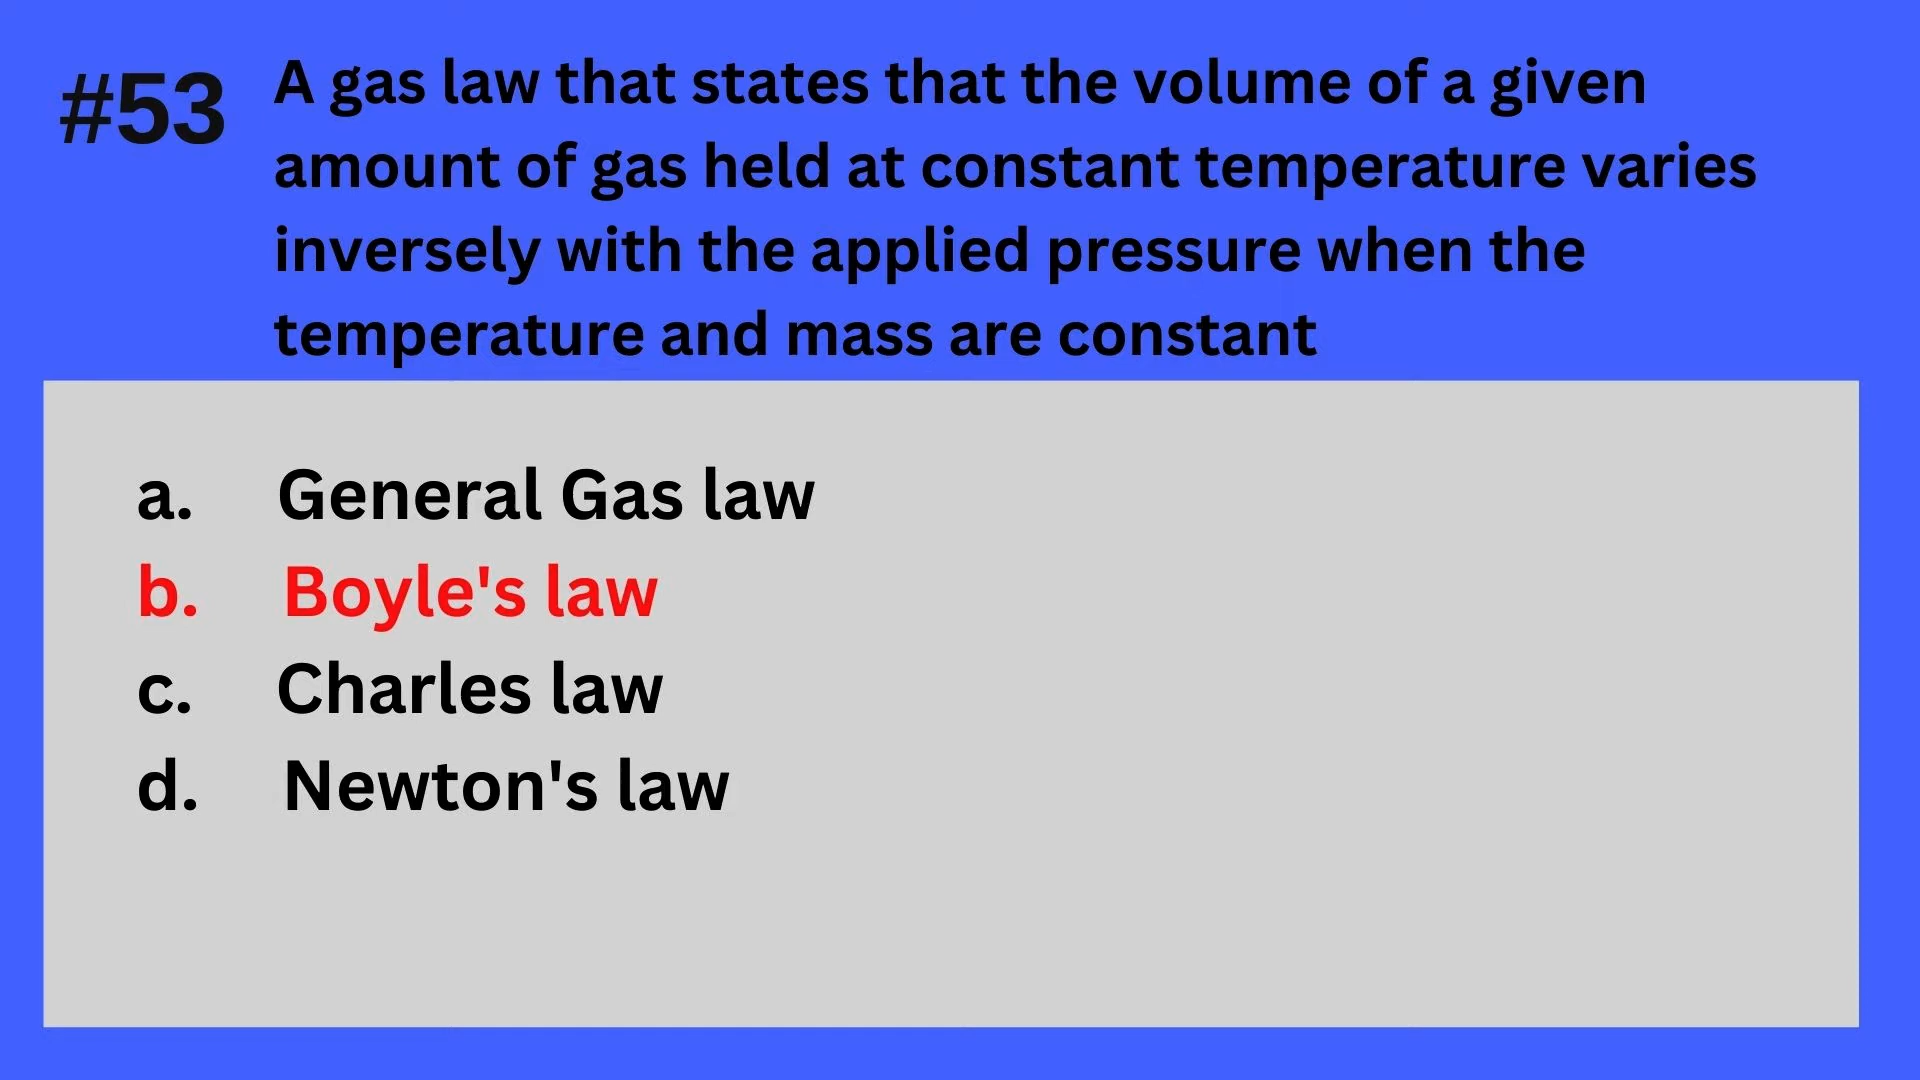 #53
A gas law that states that the volume of a given
amount of gas held at constant temperature varies
inversely with the applied pressure when the
temperature and mass are constant
a. General Gas law
b. Boyle's law
c. Charles law
d. Newton's law